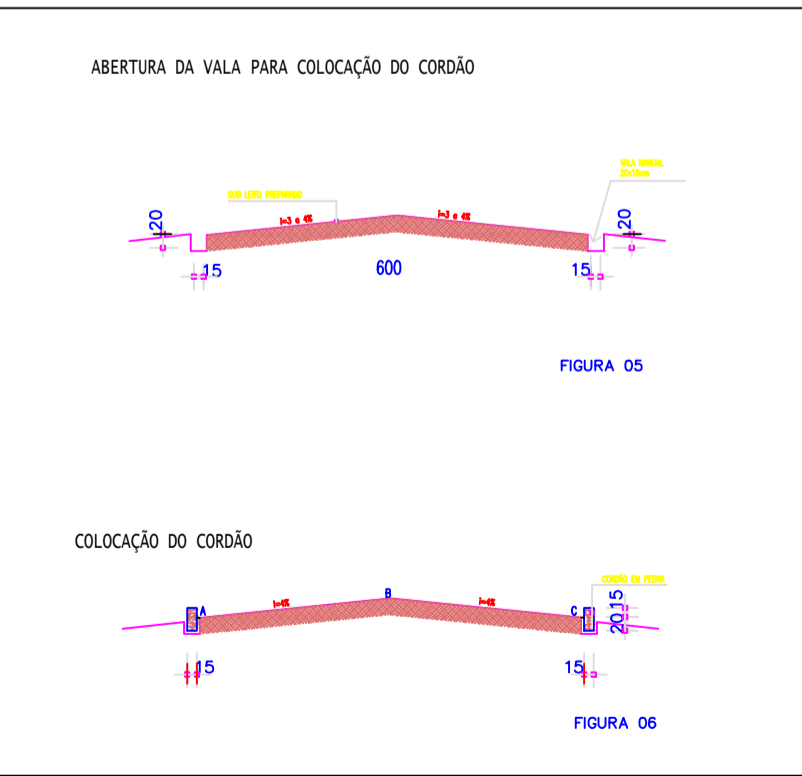 ABERTURA DA VALA PARA COLOCAÇÃO DO CORDÃO
VALA MANUAL
20x15cm
SUB LEITO PREPARADO
i=3 a 4%
i=3 a 4%
20
20
15
600
15
FIGURA 05
COLOCAÇÃO DO CORDÃO
CORDÃO EM PEDRA
B
i=4%
i=4%
A
C
15
20
15
15
FIGURA 06